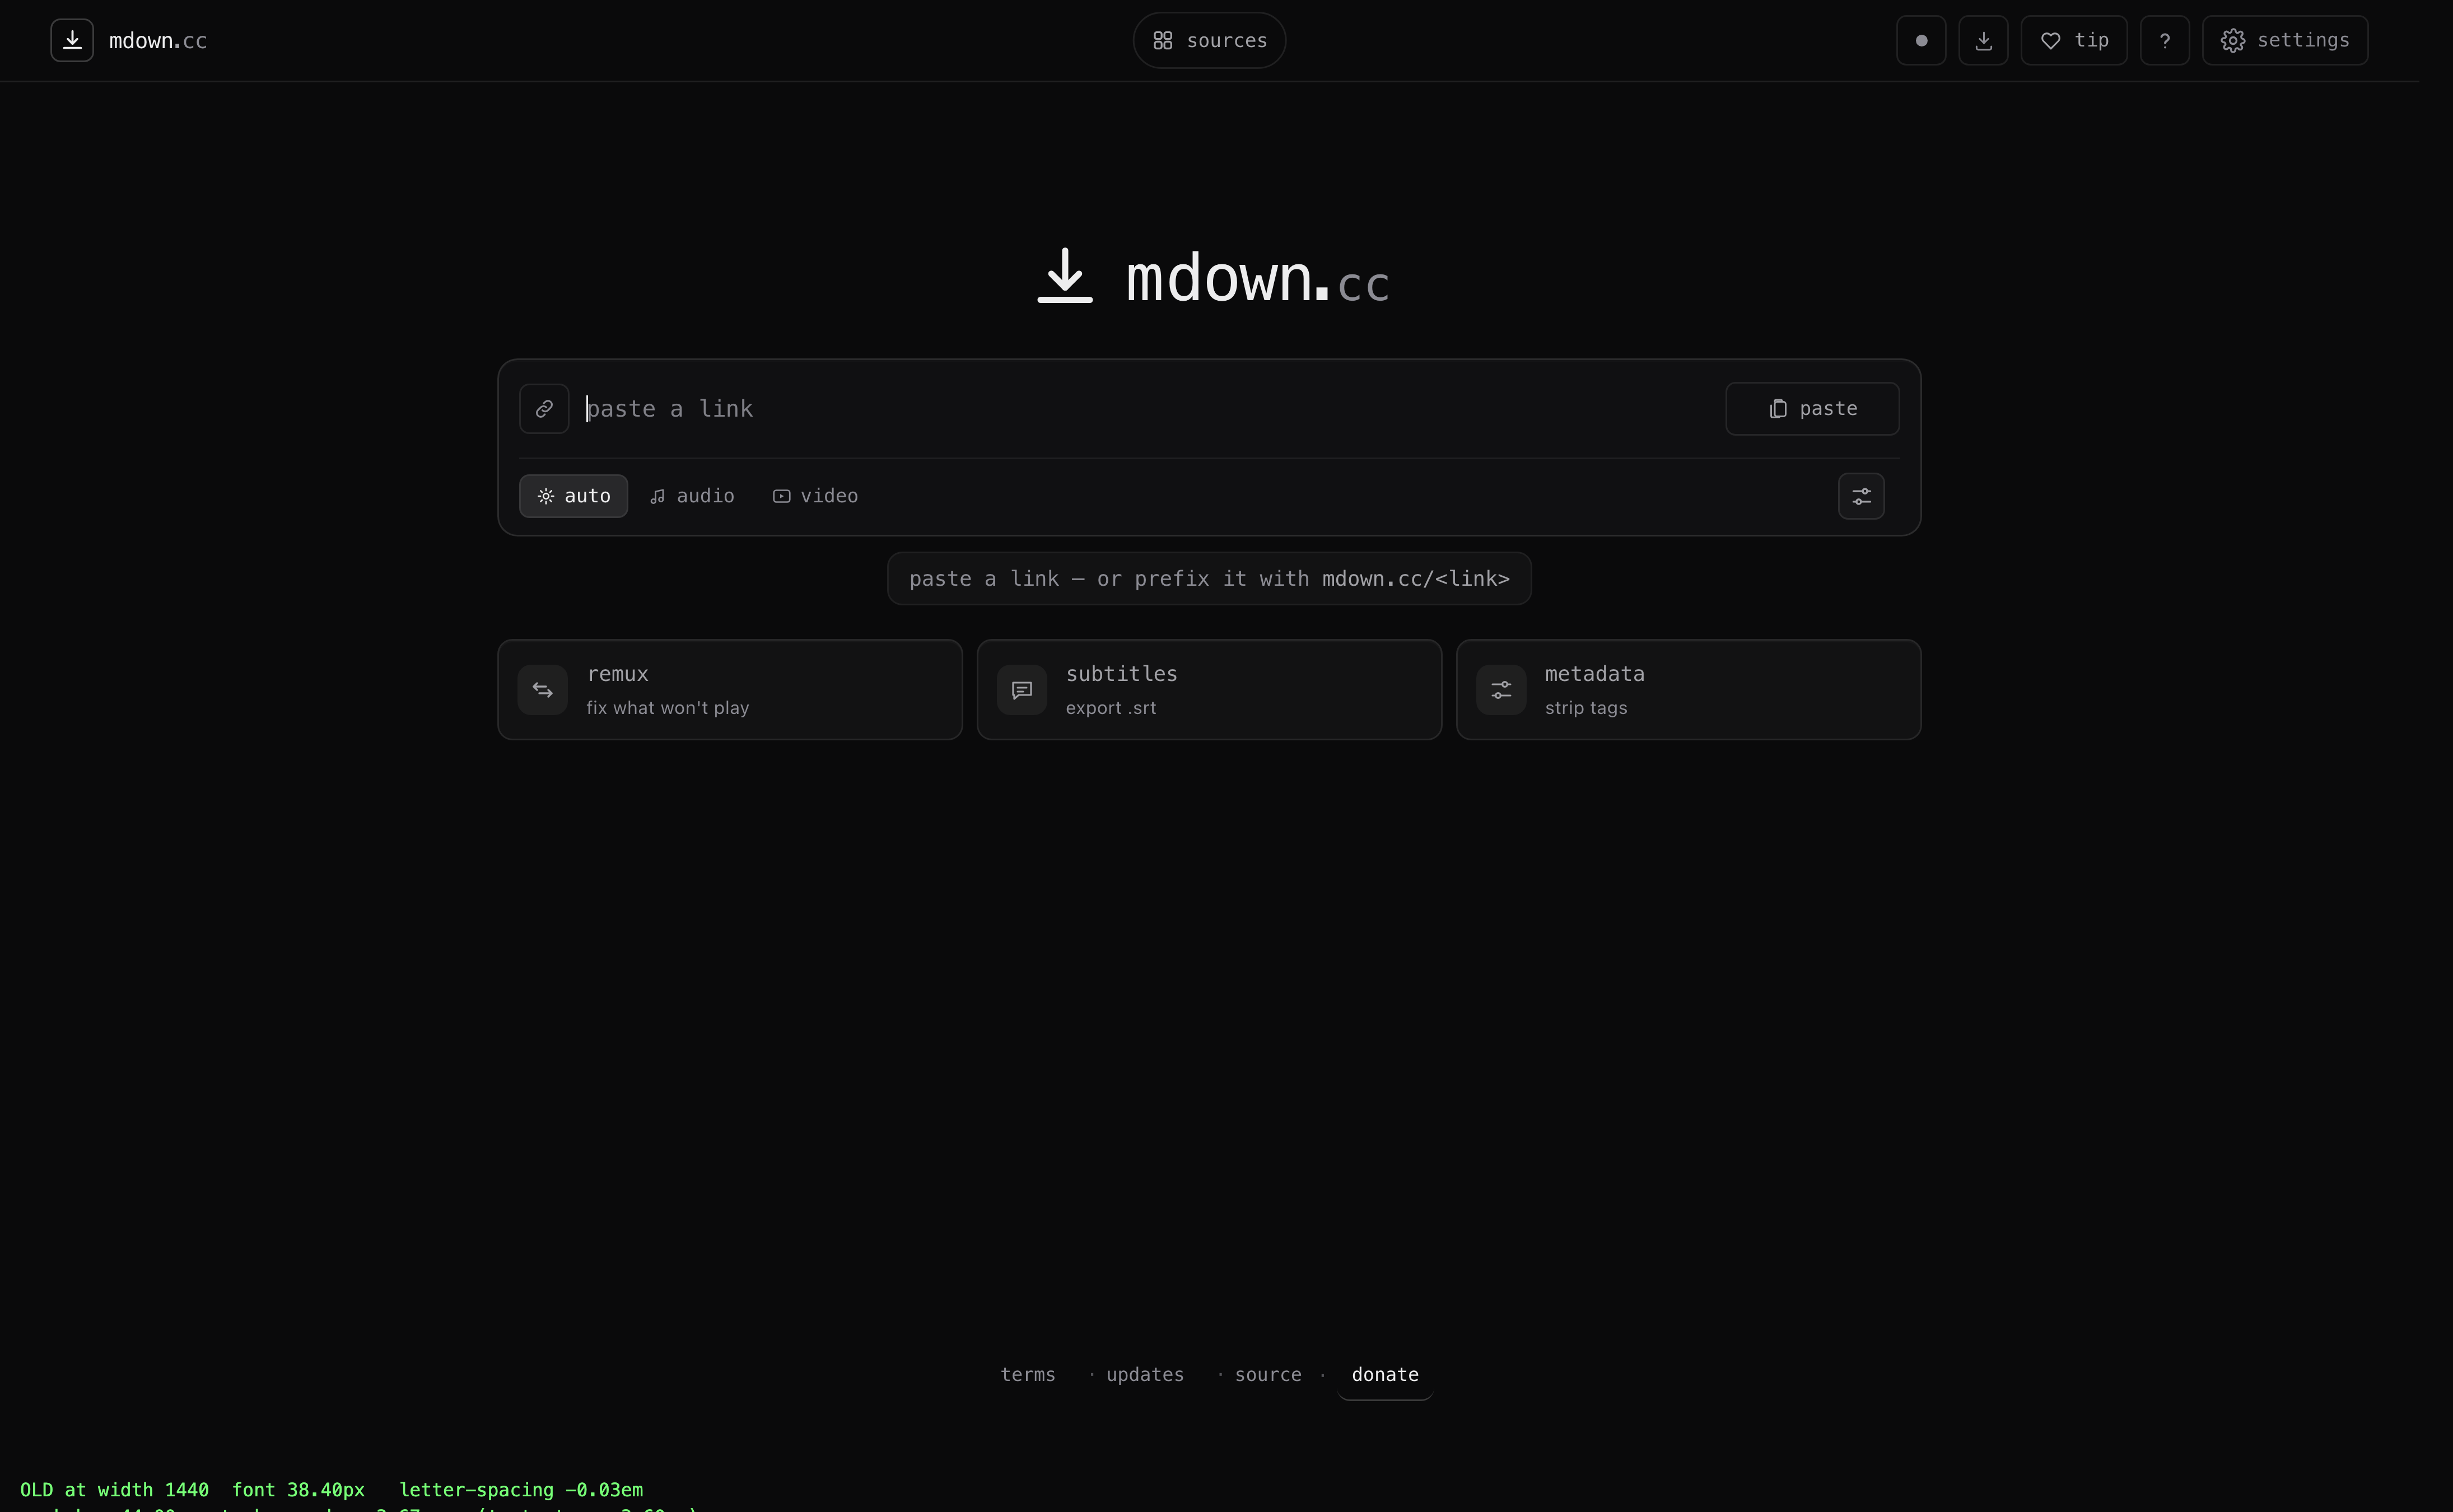 mdown.cc
sources
tip
?
settings
mdown.cc
paste a link
paste
auto
audio
video
paste a link — or prefix it with mdown.cc/<link>
remux
fix what won't play
subtitles
export .srt
metadata
strip tags
terms · updates · source · donate
OLD at width 1440 font 38.40px letter-spacing -0.03em